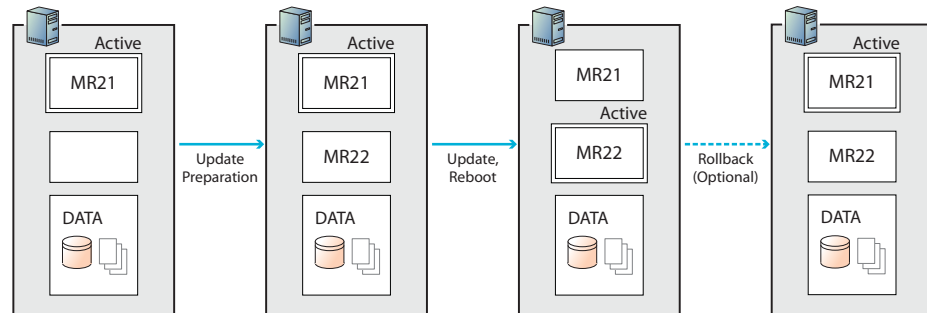 Active
MR21
DATA
Update
Preparation
Active
MR21
MR22
DATA
Update,
Reboot
MR21
Active
MR22
DATA
Rollback
(Optional)
Active
MR21
MR22
DATA